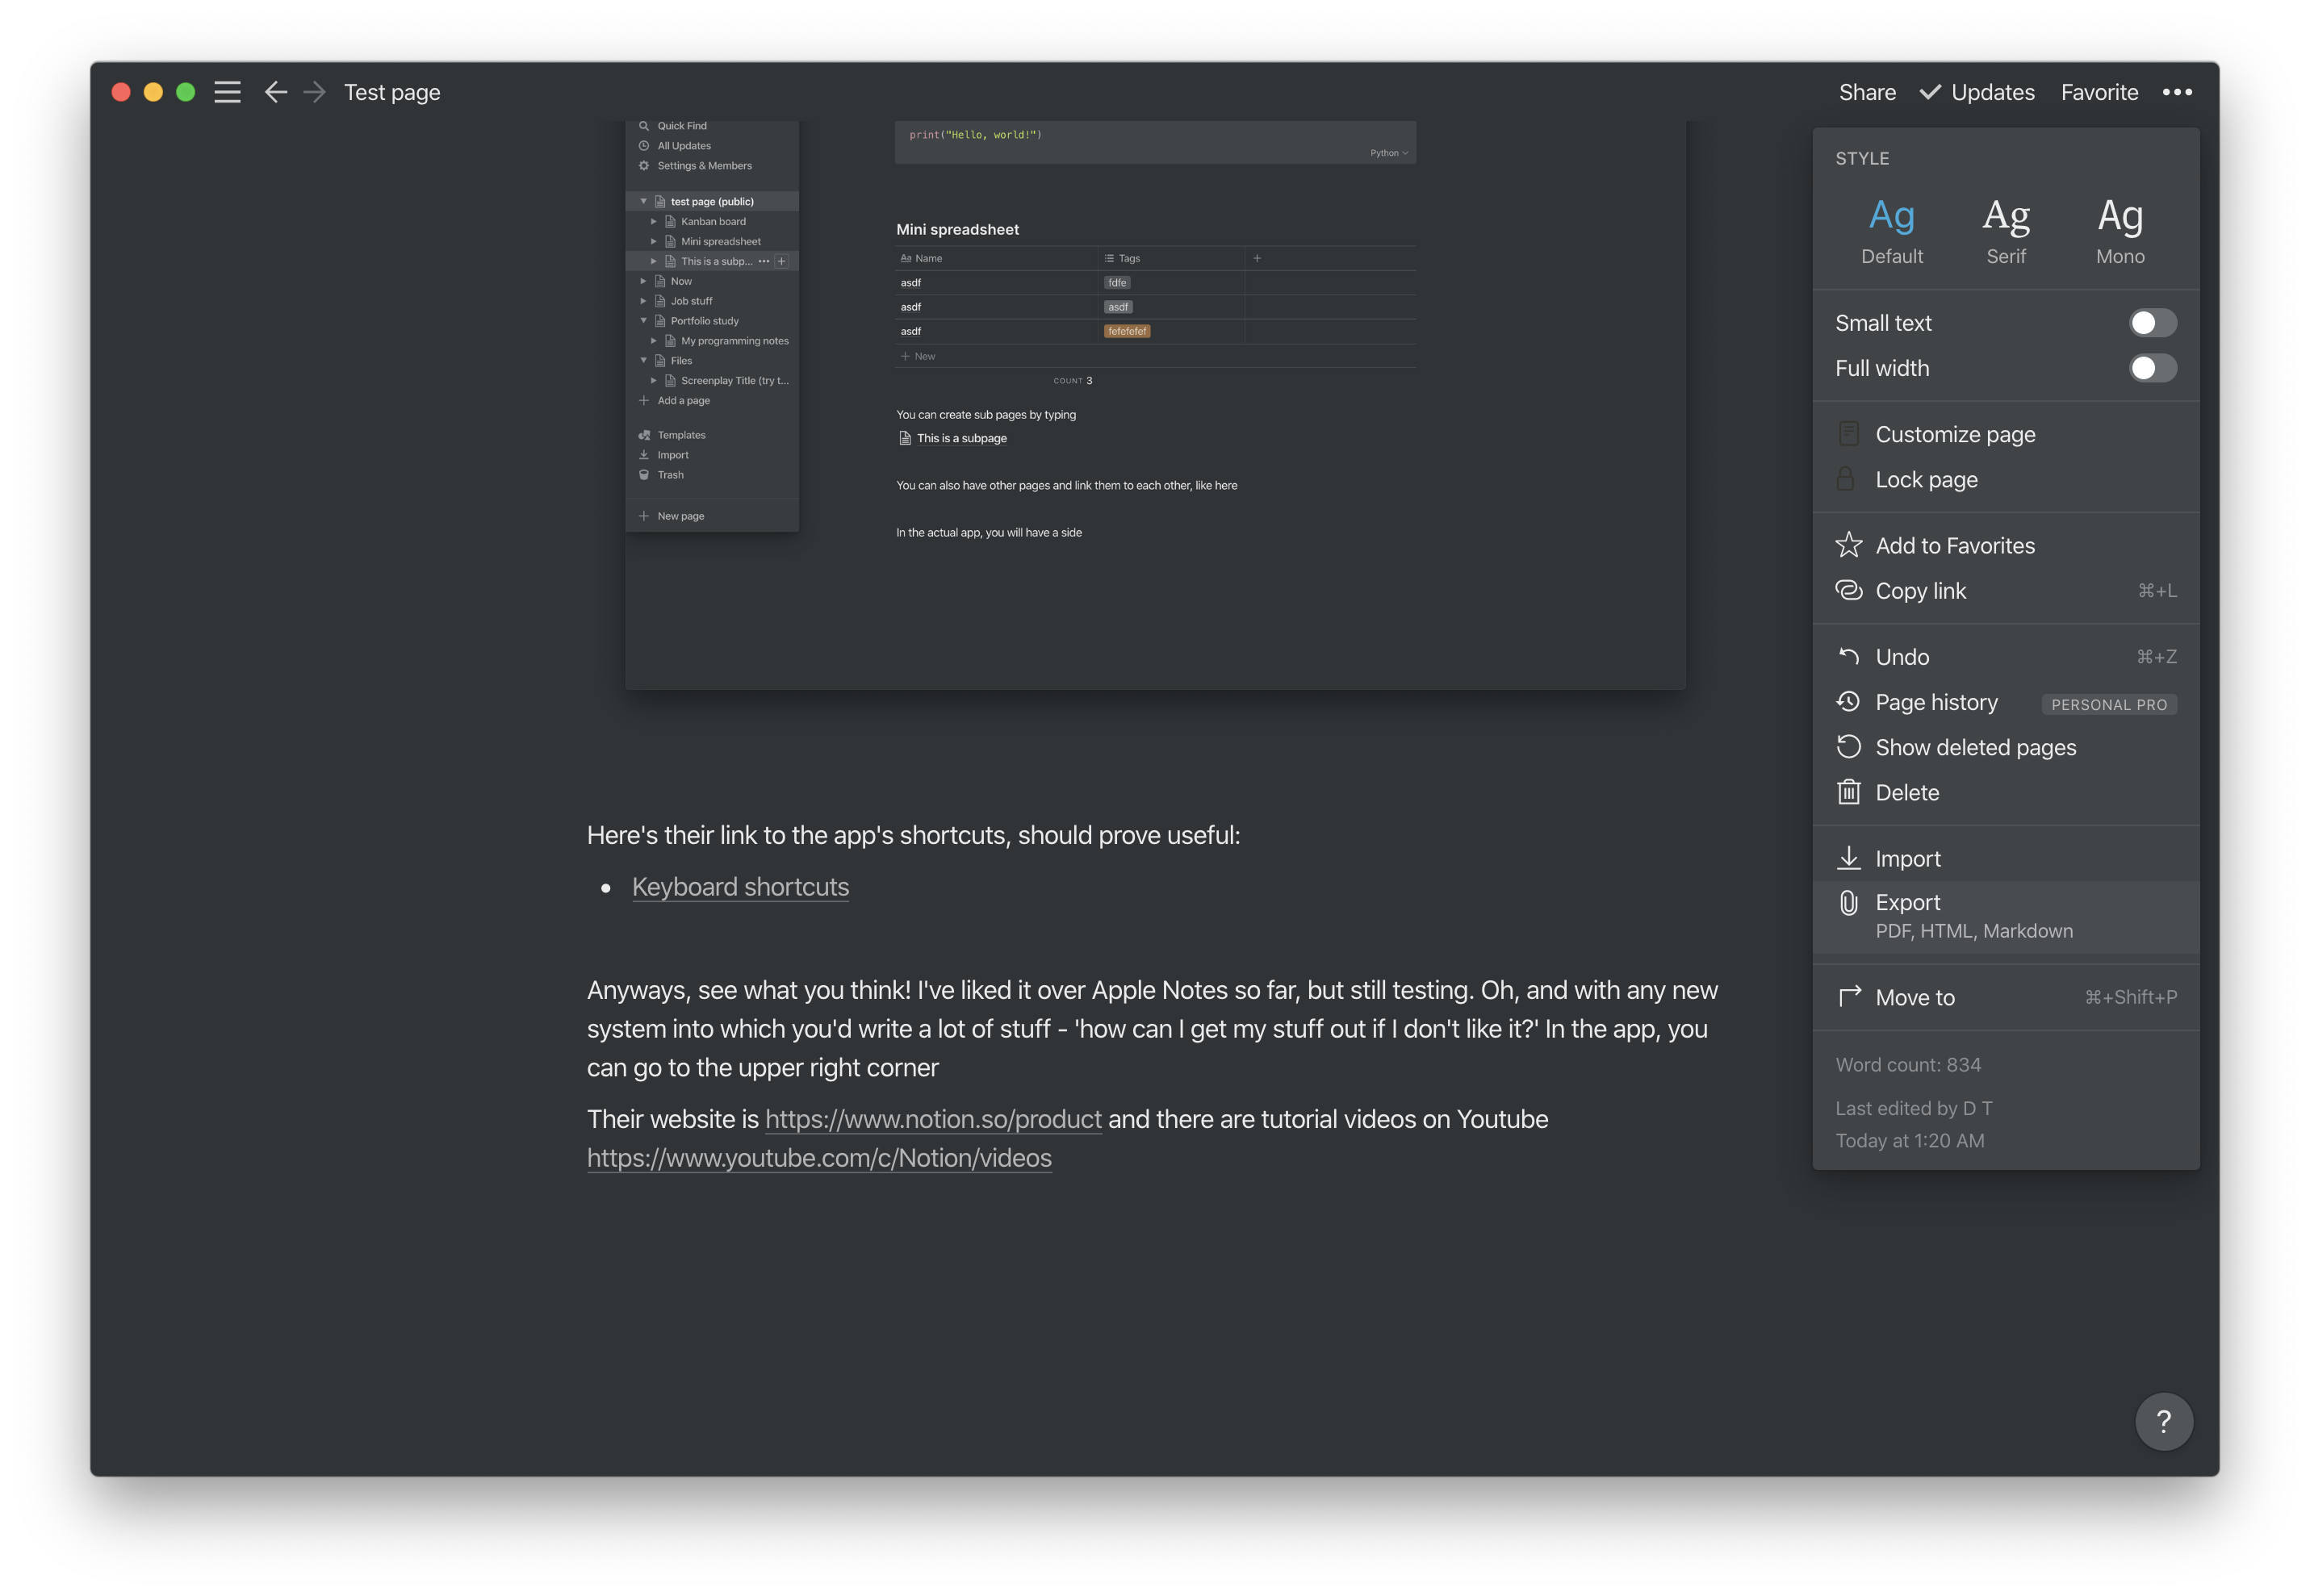 Test page
Share Updates Favorite •••
Quick Find
All Updates
Settings & Members
test page (public)
Kanban board
Mini spreadsheet
This is a subp... ••• +
Now
Job stuff
Portfolio study
My programming notes
Files
Screenplay Title (try t...
+ Add a page
Templates
Import
Trash
+ New page
print("Hello, world!")
Python
Mini spreadsheet
Aa Name Tags +
asdf fdfe
asdf asdf
asdf fefefefef
+ New
COUNT 3
You can create sub pages by typing
This is a subpage
You can also have other pages and link them to each other, like here
In the actual app, you will have a side
Here's their link to the app's shortcuts, should prove useful:
• Keyboard shortcuts
Anyways, see what you think! I've liked it over Apple Notes so far, but still testing. Oh, and with any new
system into which you'd write a lot of stuff - 'how can I get my stuff out if I don't like it?' In the app, you
can go to the upper right corner
Their website is https://www.notion.so/product and there are tutorial videos on Youtube
https://www.youtube.com/c/Notion/videos
STYLE
Ag Ag Ag
Default Serif Mono
Small text
Full width
Customize page
Lock page
Add to Favorites
Copy link ⌘+L
Undo ⌘+Z
Page history PERSONAL PRO
Show deleted pages
Delete
Import
Export
PDF, HTML, Markdown
Move to ⌘+Shift+P
Word count: 834
Last edited by D T
Today at 1:20 AM
?